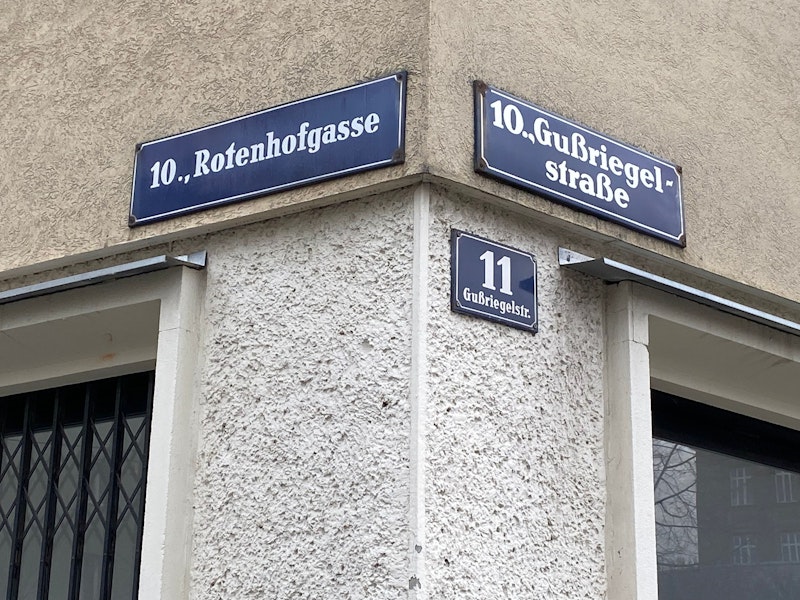 10., Rotenhofgasse
10., Gußriegel-
straße
11
Gußriegelstr.